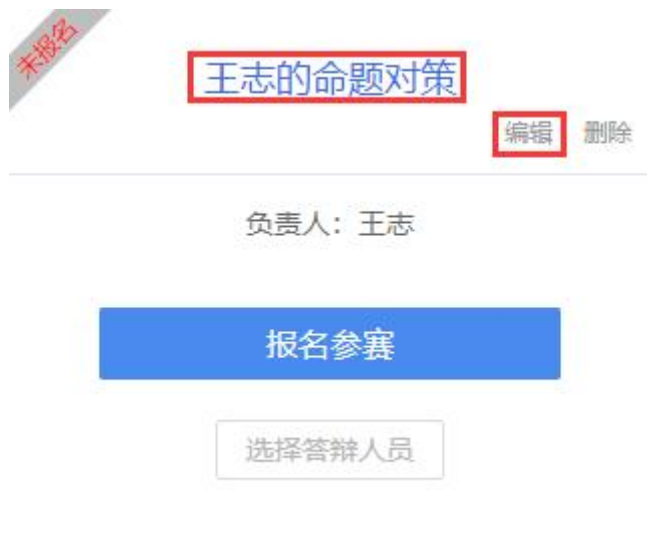 未报名
王志的命题对策
编辑 删除
负责人：王志
报名参赛
选择答辩人员